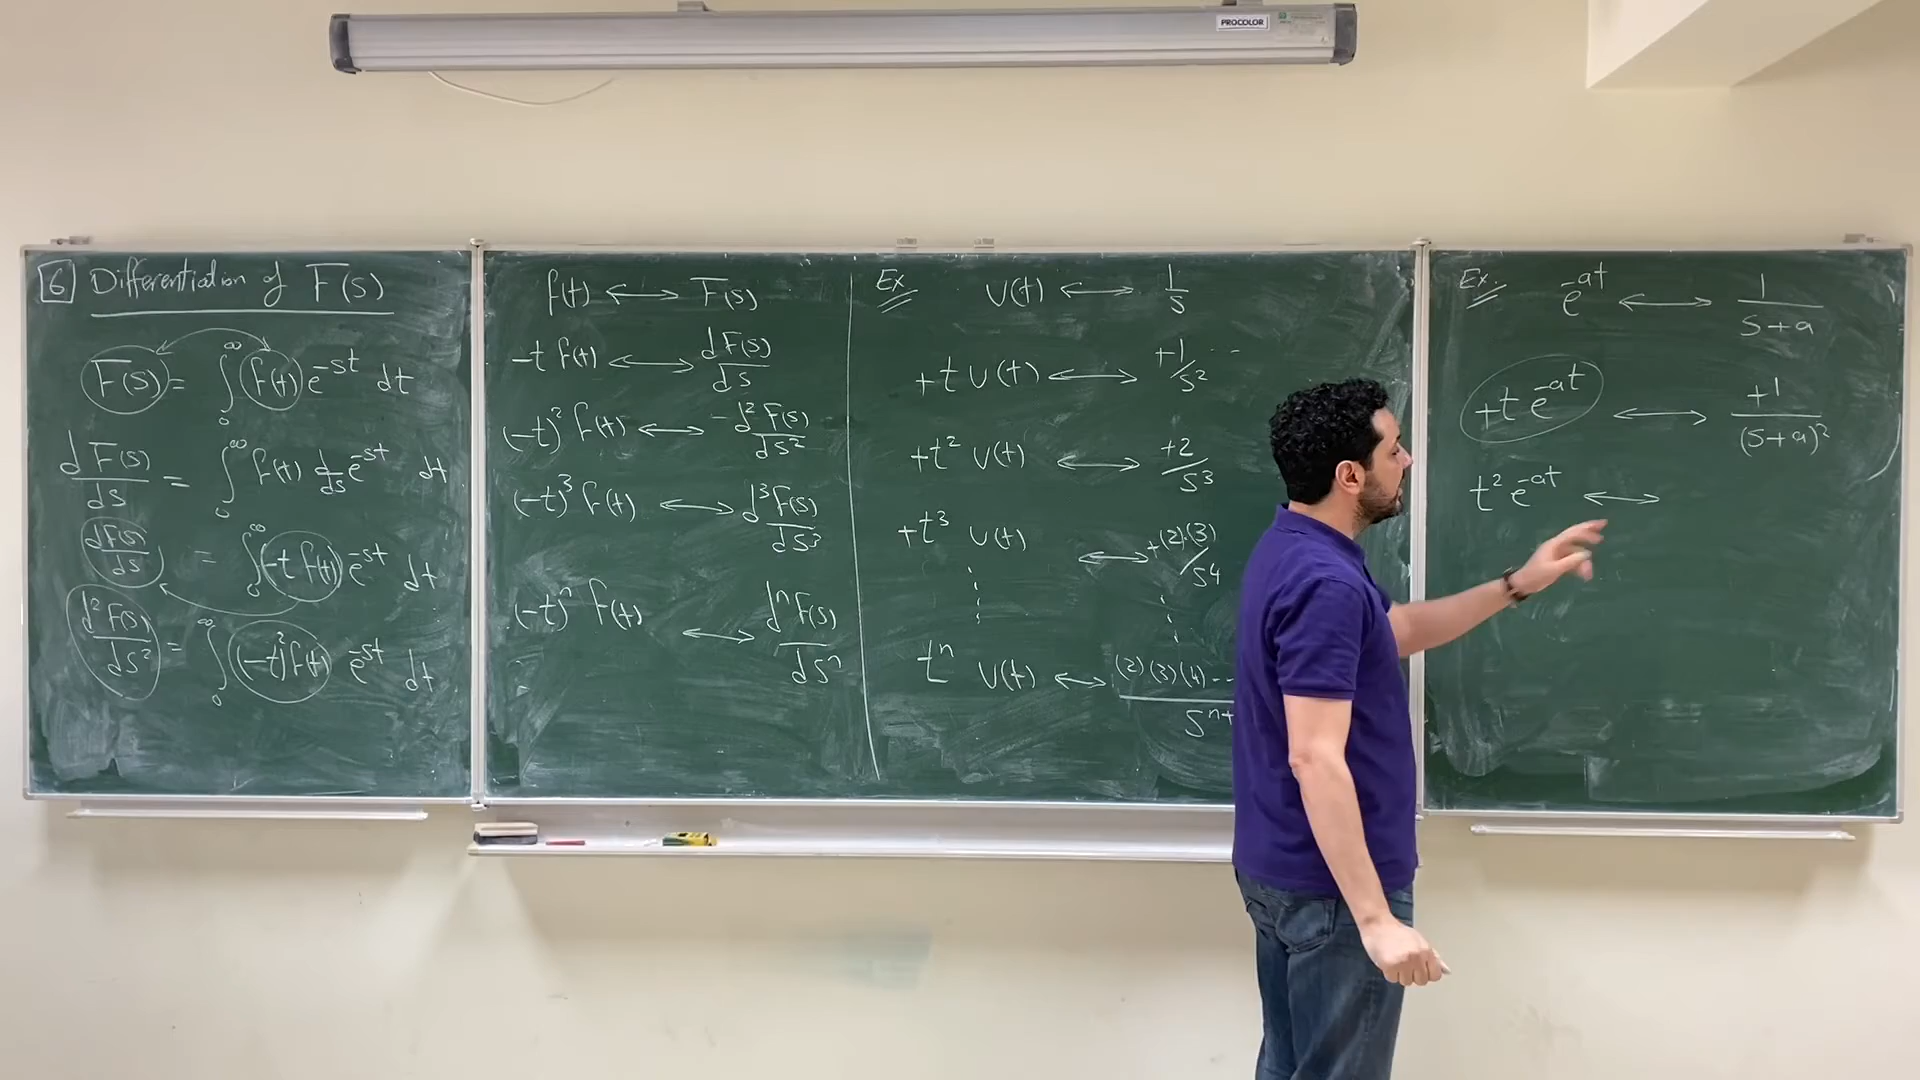 PROCOLOR
6 Differentiation of F(s)
F(s) = ∫₀^∞ f(t) e^-st dt
dF(s)/ds = ∫₀^∞ f(t) d/ds e^-st dt
dF(s)/ds = ∫₀^∞ (-t f(t)) e^-st dt
d²F(s)/ds² = ∫₀^∞ (-t)² f(t) e^-st dt
f(t) ⟷ F(s)
-t f(t) ⟷ dF(s)/ds
(-t)² f(t) ⟷ -d²F(s)/ds²
(-t)³ f(t) ⟷ d³F(s)/ds³
(-t)ⁿ f(t) ⟷ dⁿF(s)/dsⁿ
Ex
U(t) ⟷ 1/s
+t U(t) ⟷ +1/s²
+t² U(t) ⟷ +2/s³
+t³ U(t) ⟷ +(2)·(3)/s⁴
tⁿ U(t) ⟷ (2)(3)(4)··· / s^n+
Ex.
e^-at ⟷ 1/(s+a)
+t e^-at ⟷ +1/(s+a)²
t² e^-at ⟷